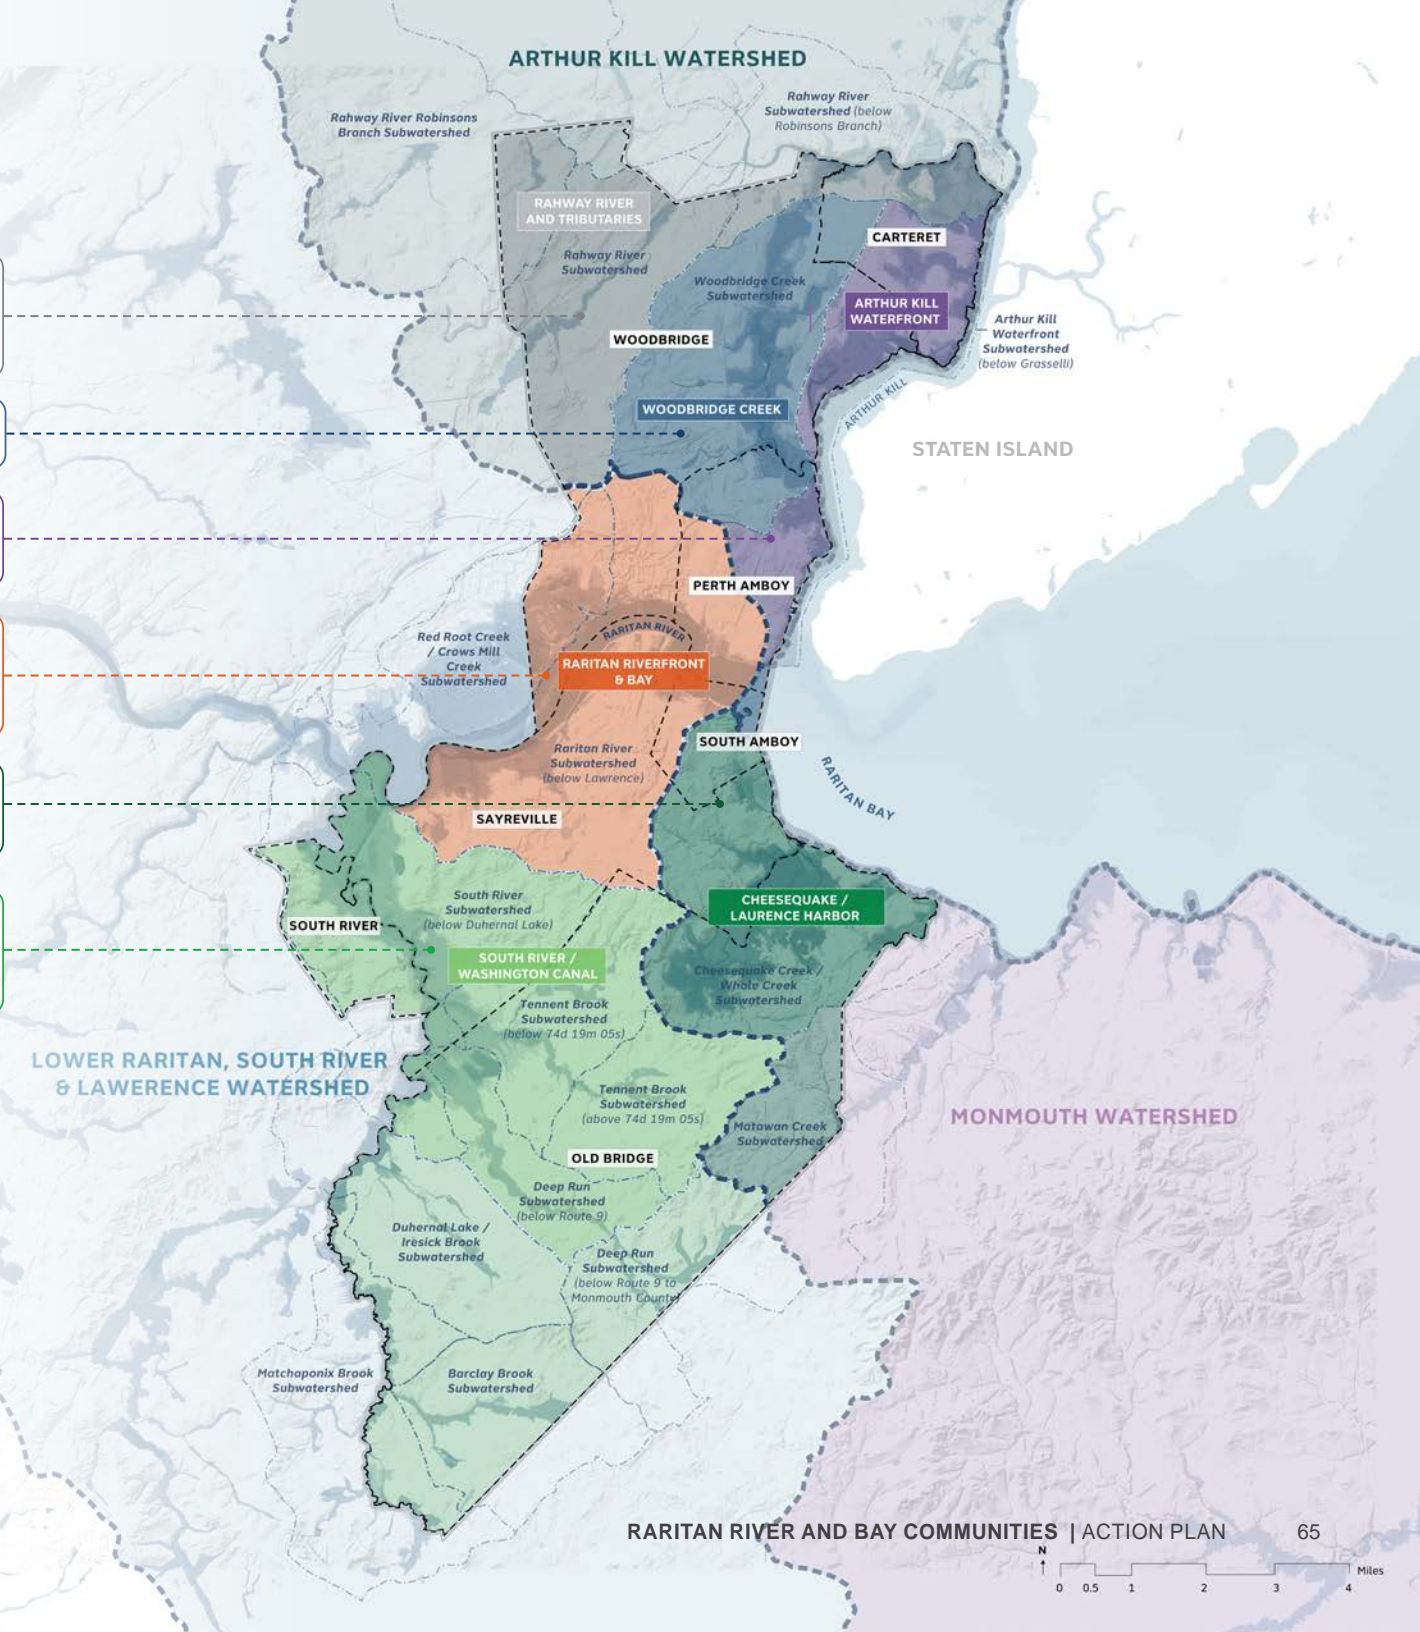 ARTHUR KILL WATERSHED
Rahway River
Subwatershed (below
Robinsons Branch)
Rahway River Robinsons
Branch Subwatershed
RAHWAY RIVER
AND TRIBUTARIES
CARTERET
Rahway River
Subwatershed
Woodbridge Creek
Subwatershed
ARTHUR KILL
WATERFRONT
Arthur Kill
Waterfront
Subwatershed
(below Grasselli)
WOODBRIDGE
WOODBRIDGE CREEK
ARTHUR KILL
STATEN ISLAND
PERTH AMBOY
RARITAN RIVER
Red Root Creek
/ Crows Mill
Creek
Subwatershed
RARITAN RIVERFRONT
& BAY
SOUTH AMBOY
Raritan River
Subwatershed
(below Lawrence)
RARITAN BAY
SAYREVILLE
South River
Subwatershed
(below Duhernal Lake)
CHEESEQUAKE /
LAURENCE HARBOR
SOUTH RIVER
SOUTH RIVER /
WASHINGTON CANAL
Cheesequake Creek /
Whale Creek
Subwatershed
Tennent Brook
Subwatershed
(below 74d 19m 05s)
LOWER RARITAN, SOUTH RIVER
& LAWERENCE WATERSHED
Tennent Brook
Subwatershed
(above 74d 19m 05s)
MONMOUTH WATERSHED
Matawan Creek
Subwatershed
OLD BRIDGE
Deep Run
Subwatershed
(below Route 9)
Duhernal Lake /
Iresick Brook
Subwatershed
Deep Run
Subwatershed
(below Route 9 to
Monmouth County)
Matchaponix Brook
Subwatershed
Barclay Brook
Subwatershed
RARITAN RIVER AND BAY COMMUNITIES | ACTION PLAN 65
N
0 0.5 1 2 3 4 Miles